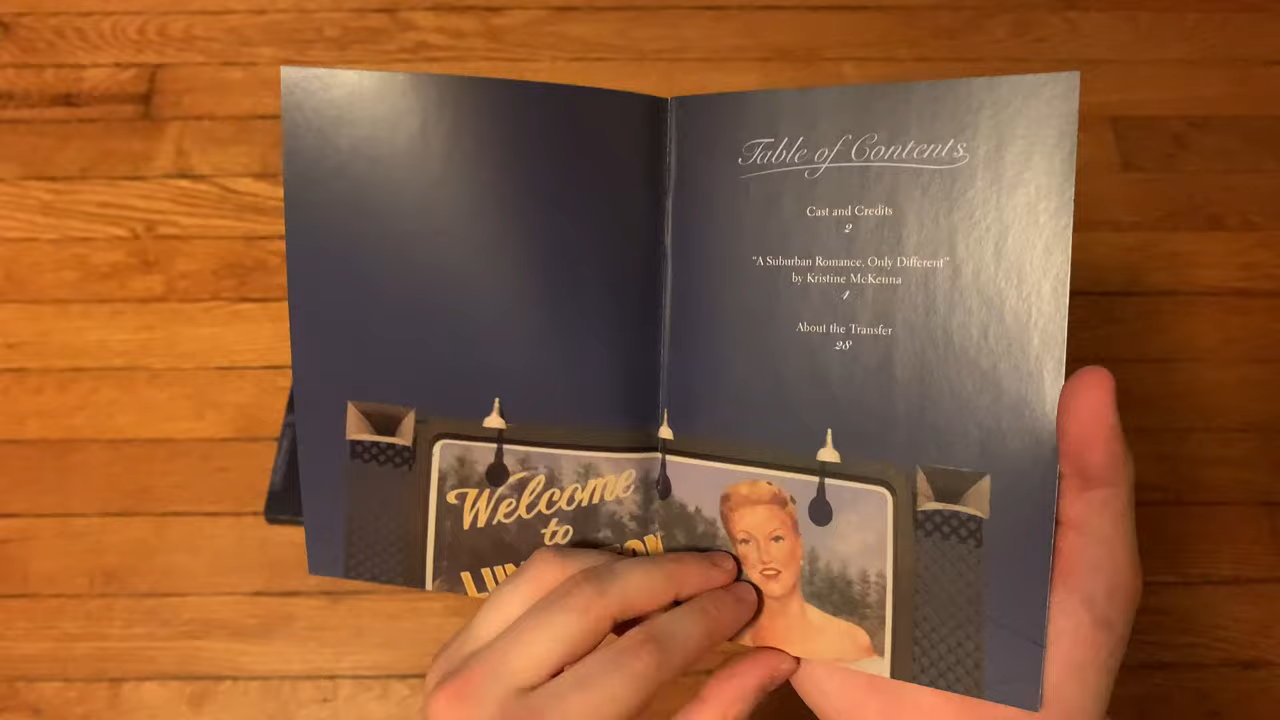 Table of Contents
Cast and Credits
2
"A Suburban Romance, Only Different"
by Kristine McKenna
4
About the Transfer
28
Welcome
to